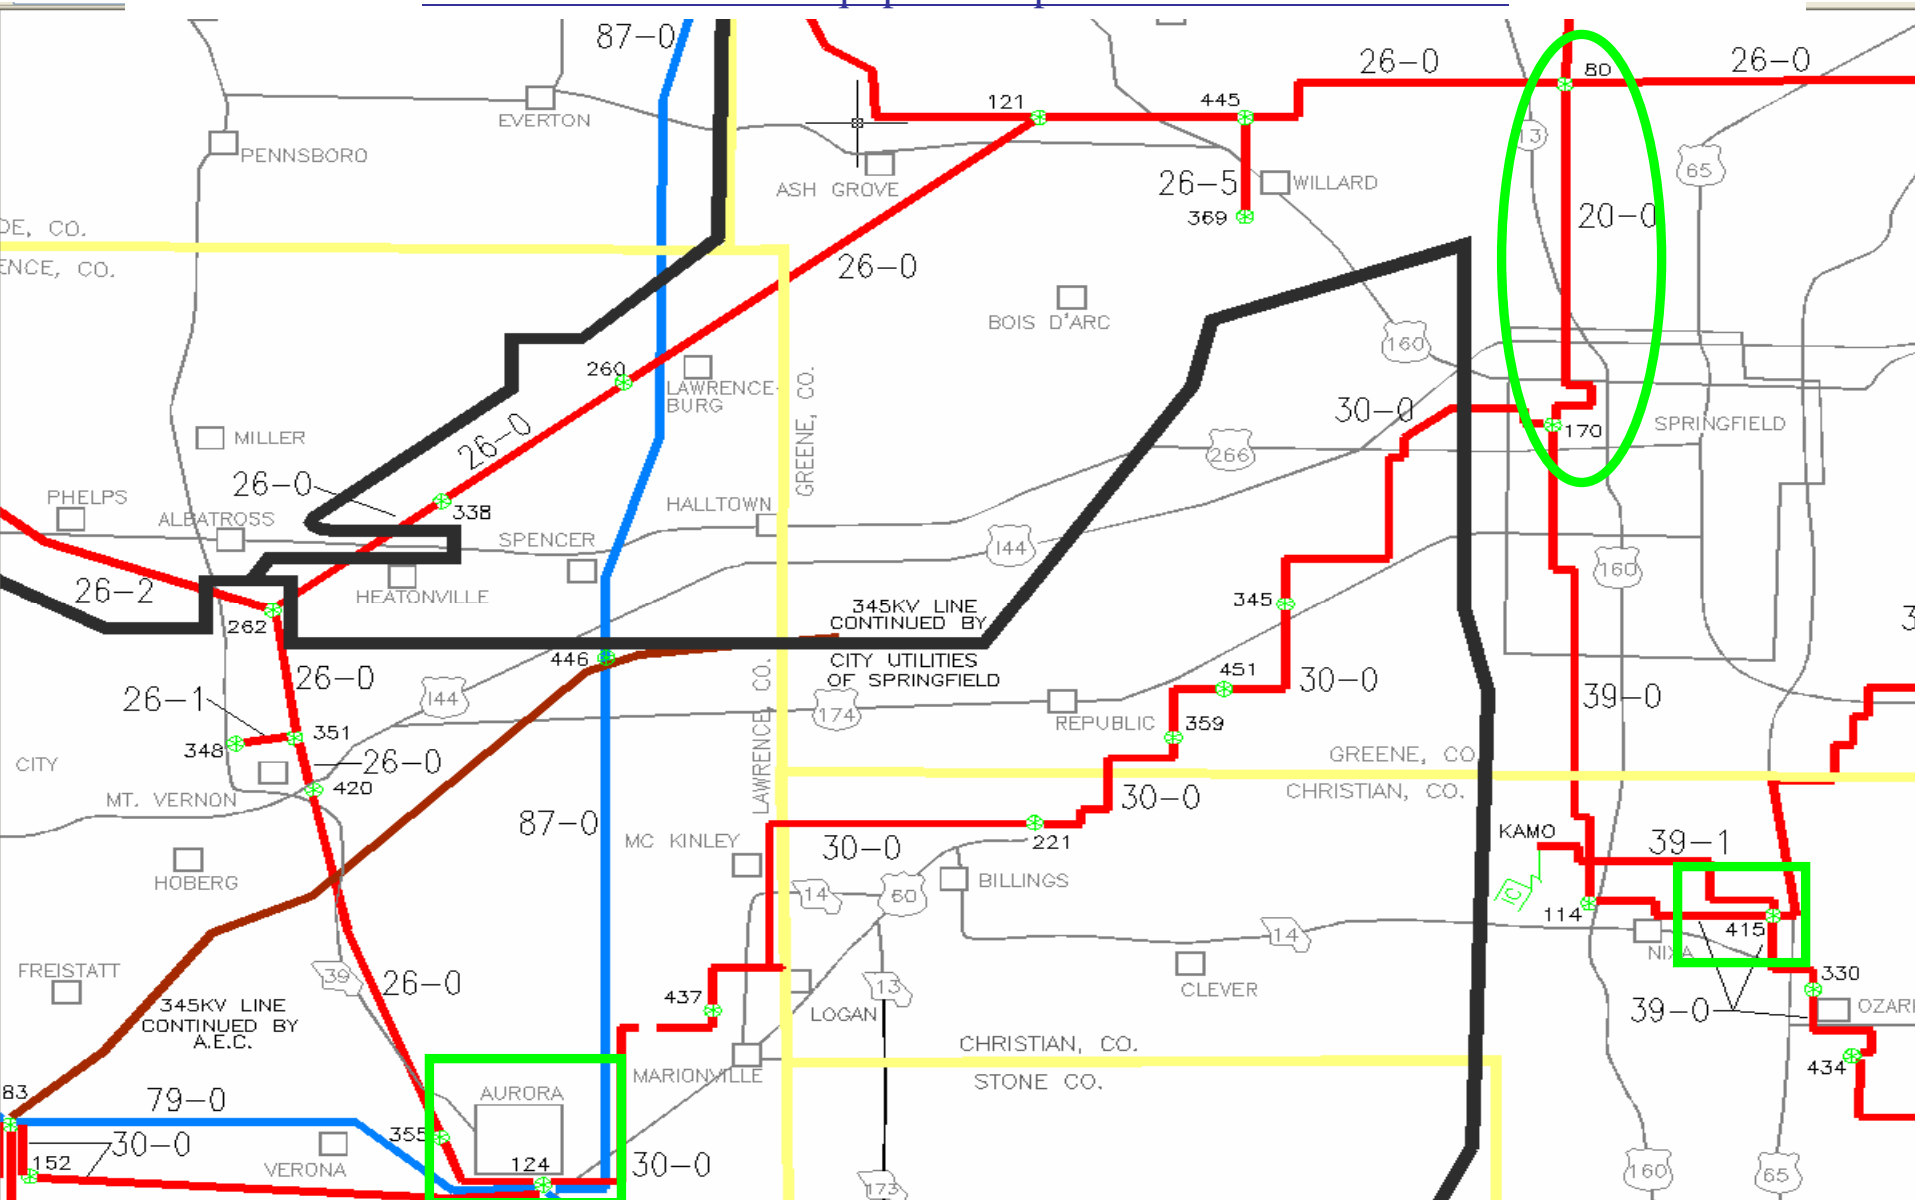 87-0
26-0
26-0
80
EVERTON
121
445
13
PENNSBORO
65
ASH GROVE
26-5
WILLARD
369
20-0
DE, CO.
ENCE, CO.
26-0
BOIS D'ARC
160
260
LAWRENCE-
BURG
GREENE, CO.
30-0
170
SPRINGFIELD
MILLER
26-0
266
26-0
PHELPS
338
HALLTOWN
ALBATROSS
SPENCER
144
160
26-2
HEATONVILLE
345
345KV LINE
CONTINUED BY
262
446
CITY UTILITIES
OF SPRINGFIELD
26-0
451
30-0
26-1
144
174
REPUBLIC
359
39-0
348
351
LAWRENCE, CO.
CITY
26-0
GREENE, CO
420
CHRISTIAN, CO.
MT. VERNON
30-0
87-0
MC KINLEY
30-0
221
KAMO
39-1
HOBERG
BILLINGS
14
60
IC
114
415
14
NIXA
FREISTATT
39
26-0
330
345KV LINE
CONTINUED BY
A.E.C.
437
13
CLEVER
LOGAN
39-0
OZAR
CHRISTIAN, CO.
STONE CO.
MARIONVILLE
434
83
79-0
AURORA
355
30-0
152
VERONA
124
30-0
173
160
65